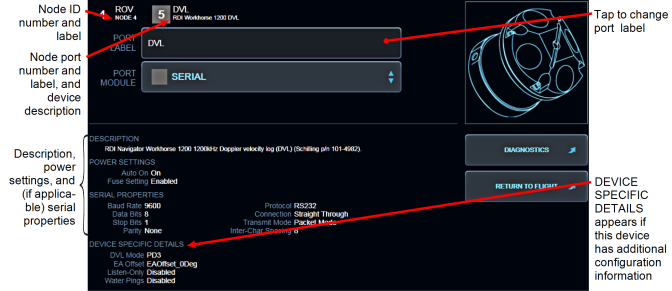 Node ID
number and
label
Node port
number and
label, and
device
description
Description,
power
settings, and
(if applica-
ble) serial
properties
4 ROV
NODE 4
5 DVL
RDI Workhorse 1200 DVL
PORT
LABEL
DVL
PORT
MODULE
SERIAL
DESCRIPTION
RDI Navigator Workhorse 1200 1200kHz Doppler velocity log (DVL) (Schilling p/n 101-4982).
POWER SETTINGS
Auto On On
Fuse Setting Enabled
SERIAL PROPERTIES
Baud Rate 9600
Data Bits 8
Stop Bits 1
Parity None
Protocol RS232
Connection Straight Through
Transmit Mode Packet Mode
Inter-Char Spacing 8
DEVICE SPECIFIC DETAILS
DVL Mode PD3
EA Offset EAOffset_0Deg
Listen-Only Disabled
Water Pings Disabled
DIAGNOSTICS
RETURN TO FLIGHT
Tap to change
port label
DEVICE
SPECIFIC
DETAILS
appears if
this device
has additional
configuration
information